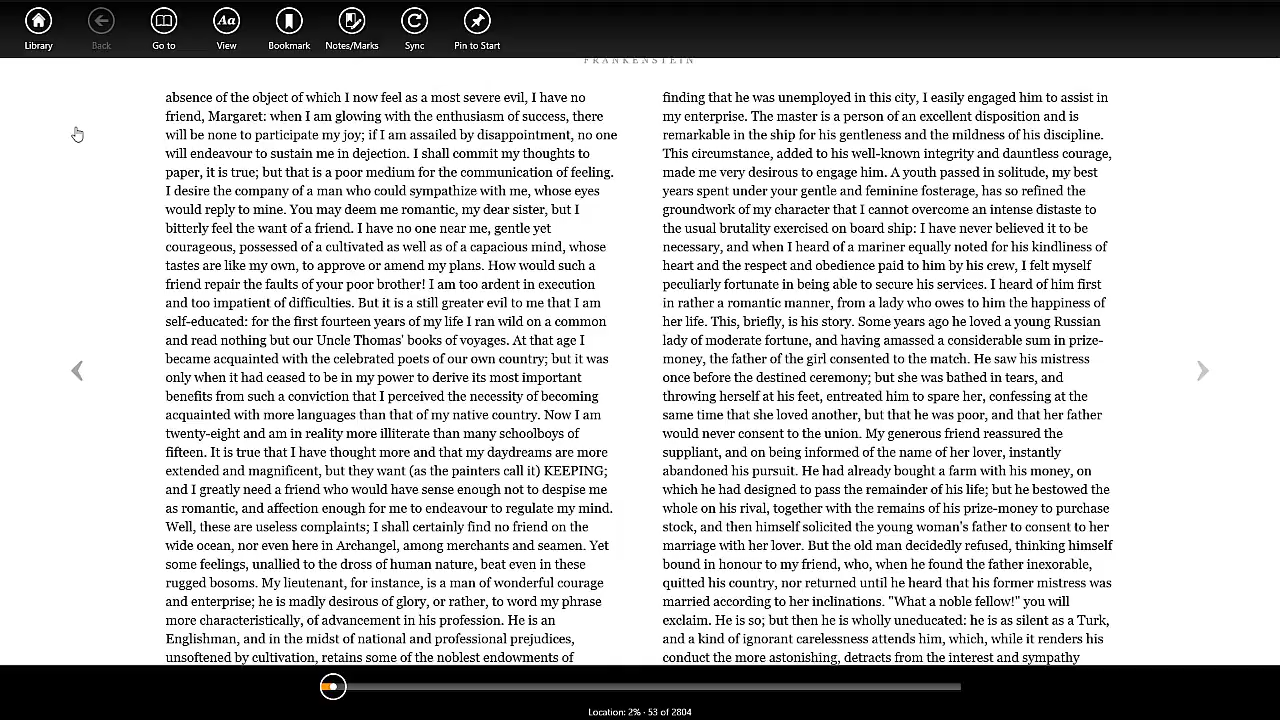 Library
Back
Go to
Aa
View
Bookmark
Notes/Marks
Sync
Pin to Start
FRANKENSTEIN
absence of the object of which I now feel as a most severe evil, I have no
friend, Margaret: when I am glowing with the enthusiasm of success, there
will be none to participate my joy; if I am assailed by disappointment, no one
will endeavour to sustain me in dejection. I shall commit my thoughts to
paper, it is true; but that is a poor medium for the communication of feeling.
I desire the company of a man who could sympathize with me, whose eyes
would reply to mine. You may deem me romantic, my dear sister, but I
bitterly feel the want of a friend. I have no one near me, gentle yet
courageous, possessed of a cultivated as well as of a capacious mind, whose
tastes are like my own, to approve or amend my plans. How would such a
friend repair the faults of your poor brother! I am too ardent in execution
and too impatient of difficulties. But it is a still greater evil to me that I am
self-educated: for the first fourteen years of my life I ran wild on a common
and read nothing but our Uncle Thomas' books of voyages. At that age I
became acquainted with the celebrated poets of our own country; but it was
only when it had ceased to be in my power to derive its most important
benefits from such a conviction that I perceived the necessity of becoming
acquainted with more languages than that of my native country. Now I am
twenty-eight and am in reality more illiterate than many schoolboys of
fifteen. It is true that I have thought more and that my daydreams are more
extended and magnificent, but they want (as the painters call it) KEEPING;
and I greatly need a friend who would have sense enough not to despise me
as romantic, and affection enough for me to endeavour to regulate my mind.
Well, these are useless complaints; I shall certainly find no friend on the
wide ocean, nor even here in Archangel, among merchants and seamen. Yet
some feelings, unallied to the dross of human nature, beat even in these
rugged bosoms. My lieutenant, for instance, is a man of wonderful courage
and enterprise; he is madly desirous of glory, or rather, to word my phrase
more characteristically, of advancement in his profession. He is an
Englishman, and in the midst of national and professional prejudices,
unsoftened by cultivation, retains some of the noblest endowments of
finding that he was unemployed in this city, I easily engaged him to assist in
my enterprise. The master is a person of an excellent disposition and is
remarkable in the ship for his gentleness and the mildness of his discipline.
This circumstance, added to his well-known integrity and dauntless courage,
made me very desirous to engage him. A youth passed in solitude, my best
years spent under your gentle and feminine fosterage, has so refined the
groundwork of my character that I cannot overcome an intense distaste to
the usual brutality exercised on board ship: I have never believed it to be
necessary, and when I heard of a mariner equally noted for his kindliness of
heart and the respect and obedience paid to him by his crew, I felt myself
peculiarly fortunate in being able to secure his services. I heard of him first
in rather a romantic manner, from a lady who owes to him the happiness of
her life. This, briefly, is his story. Some years ago he loved a young Russian
lady of moderate fortune, and having amassed a considerable sum in prize-
money, the father of the girl consented to the match. He saw his mistress
once before the destined ceremony; but she was bathed in tears, and
throwing herself at his feet, entreated him to spare her, confessing at the
same time that she loved another, but that he was poor, and that her father
would never consent to the union. My generous friend reassured the
suppliant, and on being informed of the name of her lover, instantly
abandoned his pursuit. He had already bought a farm with his money, on
which he had designed to pass the remainder of his life; but he bestowed the
whole on his rival, together with the remains of his prize-money to purchase
stock, and then himself solicited the young woman's father to consent to her
marriage with her lover. But the old man decidedly refused, thinking himself
bound in honour to my friend, who, when he found the father inexorable,
quitted his country, nor returned until he heard that his former mistress was
married according to her inclinations. "What a noble fellow!" you will
exclaim. He is so; but then he is wholly uneducated: he is as silent as a Turk,
and a kind of ignorant carelessness attends him, which, while it renders his
conduct the more astonishing, detracts from the interest and sympathy
Location: 2% · 53 of 2804